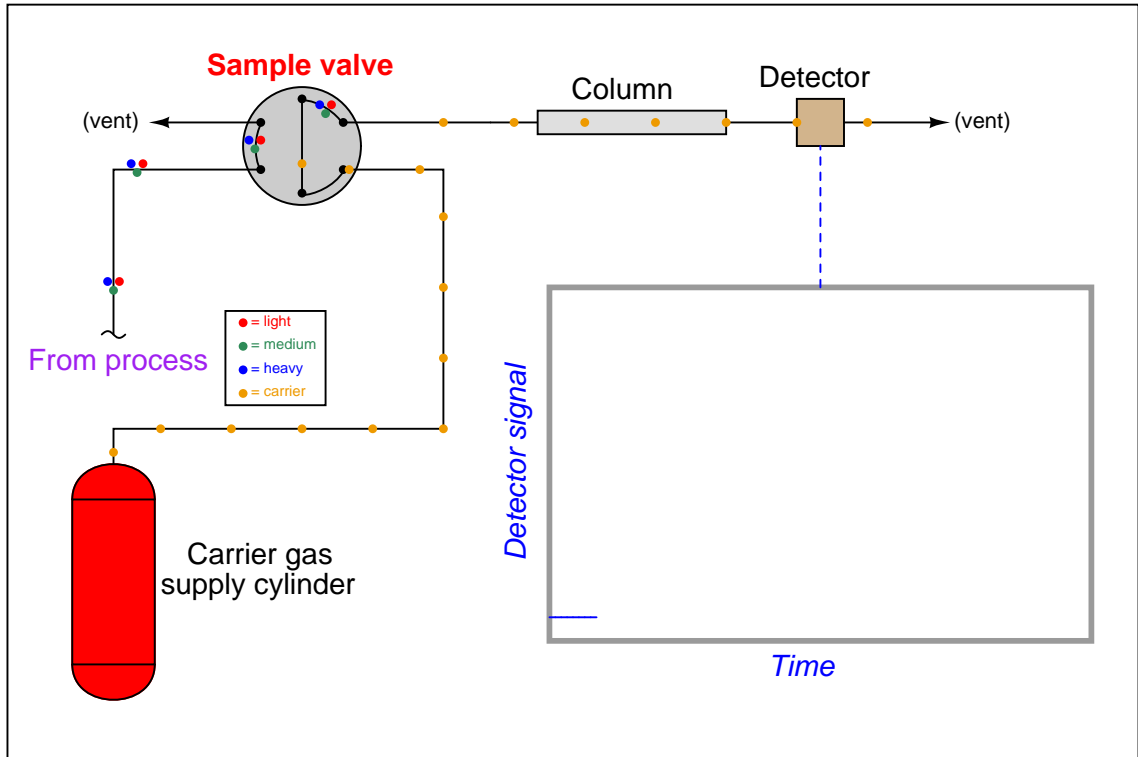 Sample valve
Column
Detector
(vent)
(vent)
= light
= medium
= heavy
= carrier
From process
Detector signal
Carrier gas
supply cylinder
Time